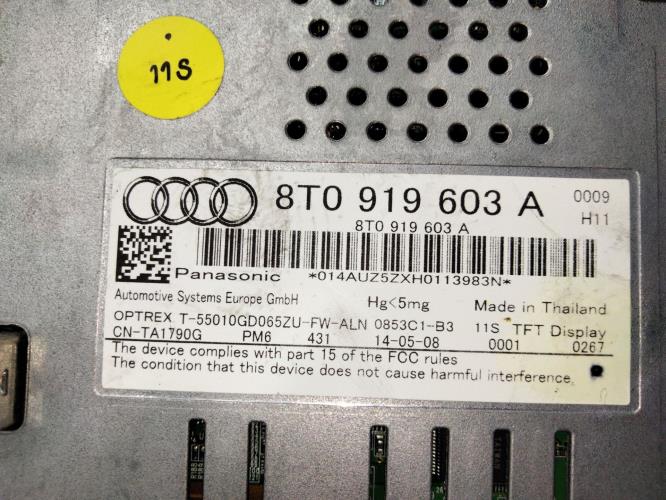 11S
8T0 919 603 A 0009
H11
8T0 919 603 A
Panasonic *014AUZ5ZXH0113983N*
Automotive Systems Europe GmbH Hg<5mg Made in Thailand
OPTREX T-55010GD065ZU-FW-ALN 0853C1-B3 11S TFT Display
CN-TA1790G PM6 431 14-05-08 0001 0267
The device complies with part 15 of the FCC rules
The condition that this device does not cause harmful interference.
TAIWAN